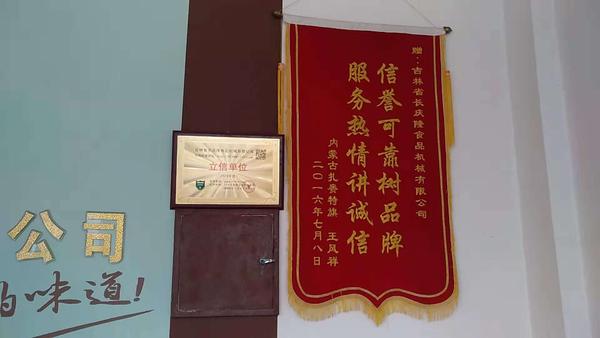 赠：吉林省长庆隆食品机械有限公司
信誉可靠树品牌
服务热情讲诚信
内蒙古扎赉特旗 王凤祥
二〇一六年七月八日
立信单位
公司
的味道!